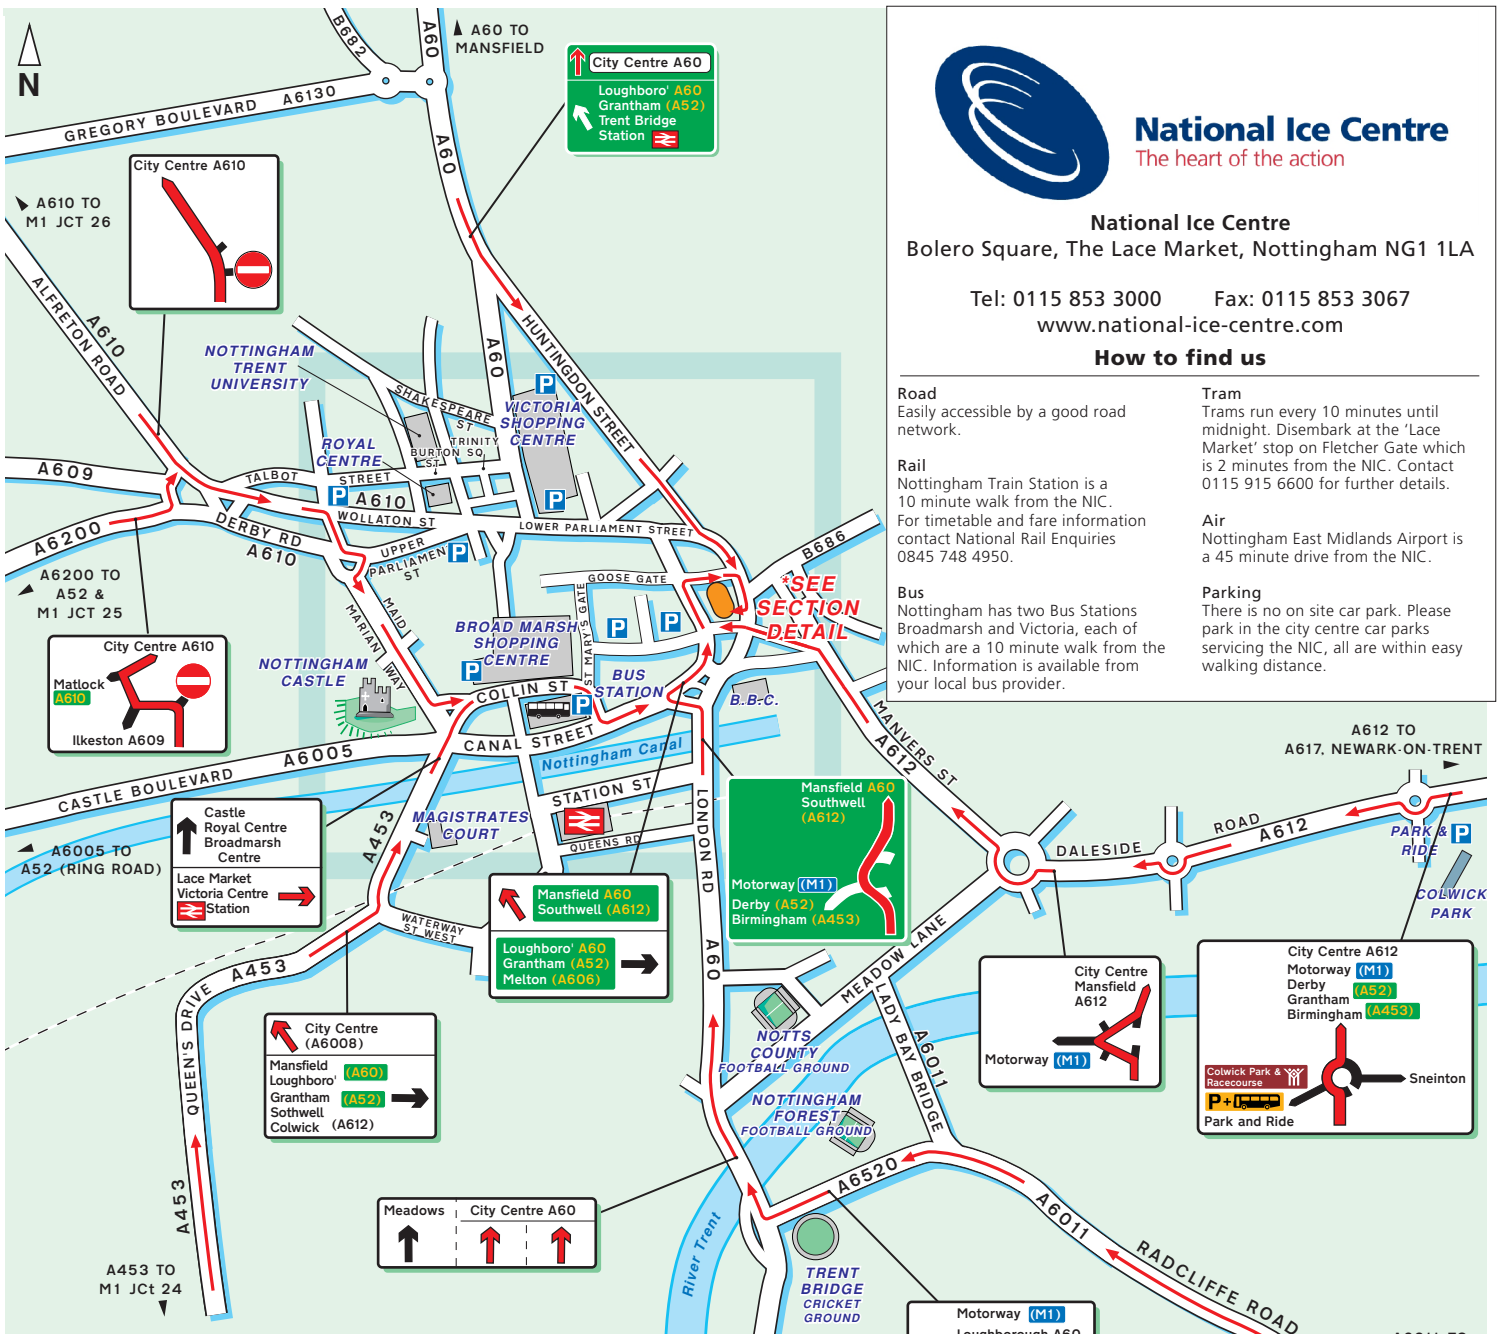 N
B682
A60
A60 TO
MANSFIELD
GREGORY BOULEVARD A6130
A60
City Centre A60
Loughboro' A60
Grantham (A52)
Trent Bridge
Station
City Centre A610
A610 TO
M1 JCT 26
ALFRETON ROAD
A610
National Ice Centre
The heart of the action
National Ice Centre
Bolero Square, The Lace Market, Nottingham NG1 1LA
Tel: 0115 853 3000 Fax: 0115 853 3067
www.national-ice-centre.com
How to find us
Road
Easily accessible by a good road
network.
Rail
Nottingham Train Station is a
10 minute walk from the NIC.
For timetable and fare information
contact National Rail Enquiries
0845 748 4950.
Bus
Nottingham has two Bus Stations
Broadmarsh and Victoria, each of
which are a 10 minute walk from the
NIC. Information is available from
your local bus provider.
Tram
Trams run every 10 minutes until
midnight. Disembark at the 'Lace
Market' stop on Fletcher Gate which
is 2 minutes from the NIC. Contact
0115 915 6600 for further details.
Air
Nottingham East Midlands Airport is
a 45 minute drive from the NIC.
Parking
There is no on site car park. Please
park in the city centre car parks
servicing the NIC, all are within easy
walking distance.
NOTTINGHAM
TRENT
UNIVERSITY
A60
HUNTINGDON STREET
SHAKESPEARE
ST
P
VICTORIA
SHOPPING
CENTRE
ROYAL
CENTRE
BURTON
ST
TRINITY
SQ
A609
TALBOT
STREET
P
A610
P
WOLLATON ST
LOWER PARLIAMENT STREET
DERBY RD
A610
UPPER
PARLIAMENT
ST
P
A6200
B686
A6200 TO
A52 &
M1 JCT 25
GOOSE GATE
ST MARY'S GATE
*SEE
SECTION
DETAIL
MAID
MARIAN
WAY
BROAD MARSH
SHOPPING
CENTRE
P
P
P
City Centre A610
Matlock
A610
Ilkeston A609
NOTTINGHAM
CASTLE
COLLIN ST
BUS
STATION
P
B.B.C.
CANAL STREET
Nottingham Canal
CASTLE BOULEVARD A6005
MANVERS ST
A612
A612 TO
A617, NEWARK-ON-TRENT
STATION ST
QUEENS RD
LONDON RD
MAGISTRATES
COURT
A453
A6005 TO
A52 (RING ROAD)
Castle
Royal Centre
Broadmarsh
Centre
Lace Market
Victoria Centre
Station
Mansfield A60
Southwell
(A612)
Motorway (M1)
Derby (A52)
Birmingham (A453)
DALESIDE
ROAD
A612
PARK &
RIDE
P
COLWICK
PARK
WATERWAY
ST WEST
Mansfield A60
Southwell (A612)
Loughboro' A60
Grantham (A52)
Melton (A606)
A60
MEADOW LANE
A453
QUEEN'S DRIVE
City Centre
(A6008)
Mansfield
Loughboro'
(A60)
Grantham
(A52)
Sothwell
Colwick
(A612)
City Centre
Mansfield
A612
Motorway (M1)
City Centre A612
Motorway (M1)
Derby
Grantham
(A52)
Birmingham (A453)
Colwick Park &
Racecourse
P+
Park and Ride
Sneinton
LADY BAY BRIDGE
A6011
NOTTS
COUNTY
FOOTBALL GROUND
NOTTINGHAM
FOREST
FOOTBALL GROUND
A453
A6520
A6011
RADCLIFFE ROAD
Meadows
City Centre A60
River Trent
A453 TO
M1 JCt 24
TRENT
BRIDGE
CRICKET
GROUND
Motorway (M1)
Loughborough A60